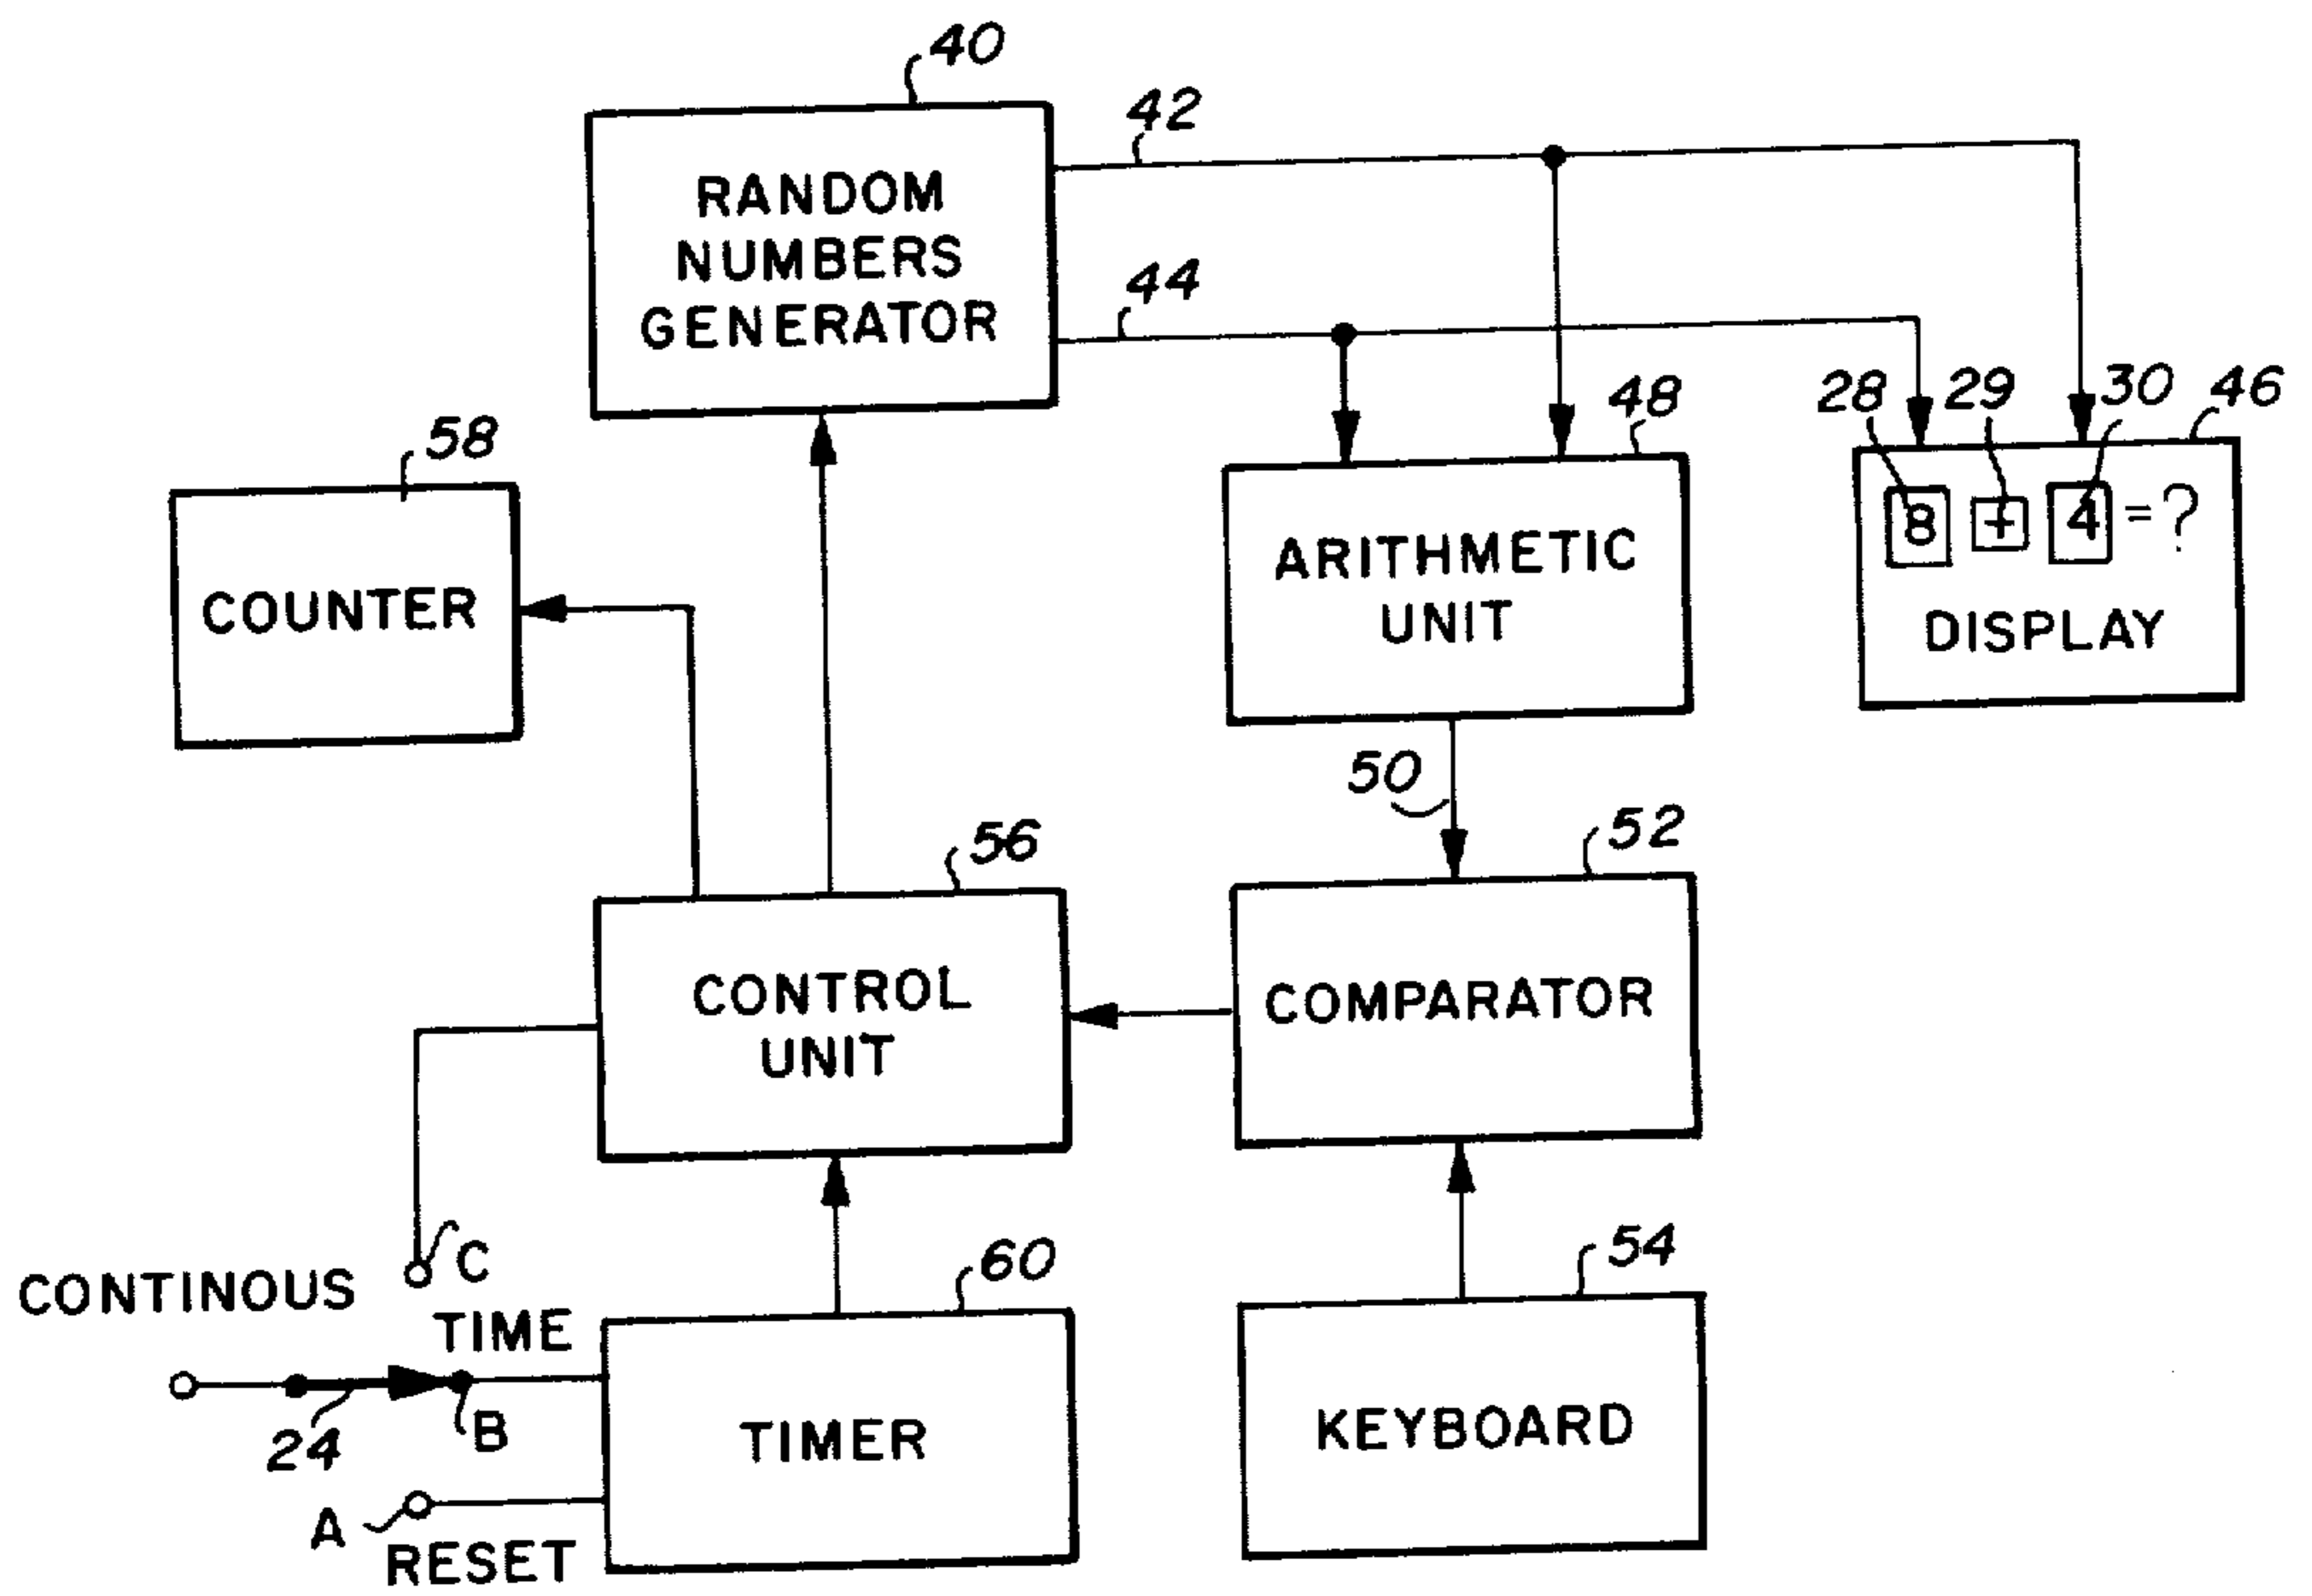 40
42
RANDOM
NUMBERS
GENERATOR
44
28 29 30 46
48
58
8 + 4 = ?
DISPLAY
ARITHMETIC
UNIT
COUNTER
50
52
56
CONTROL
UNIT
COMPARATOR
C
CONTINOUS
TIME
60
54
24
B
TIMER
KEYBOARD
A
RESET